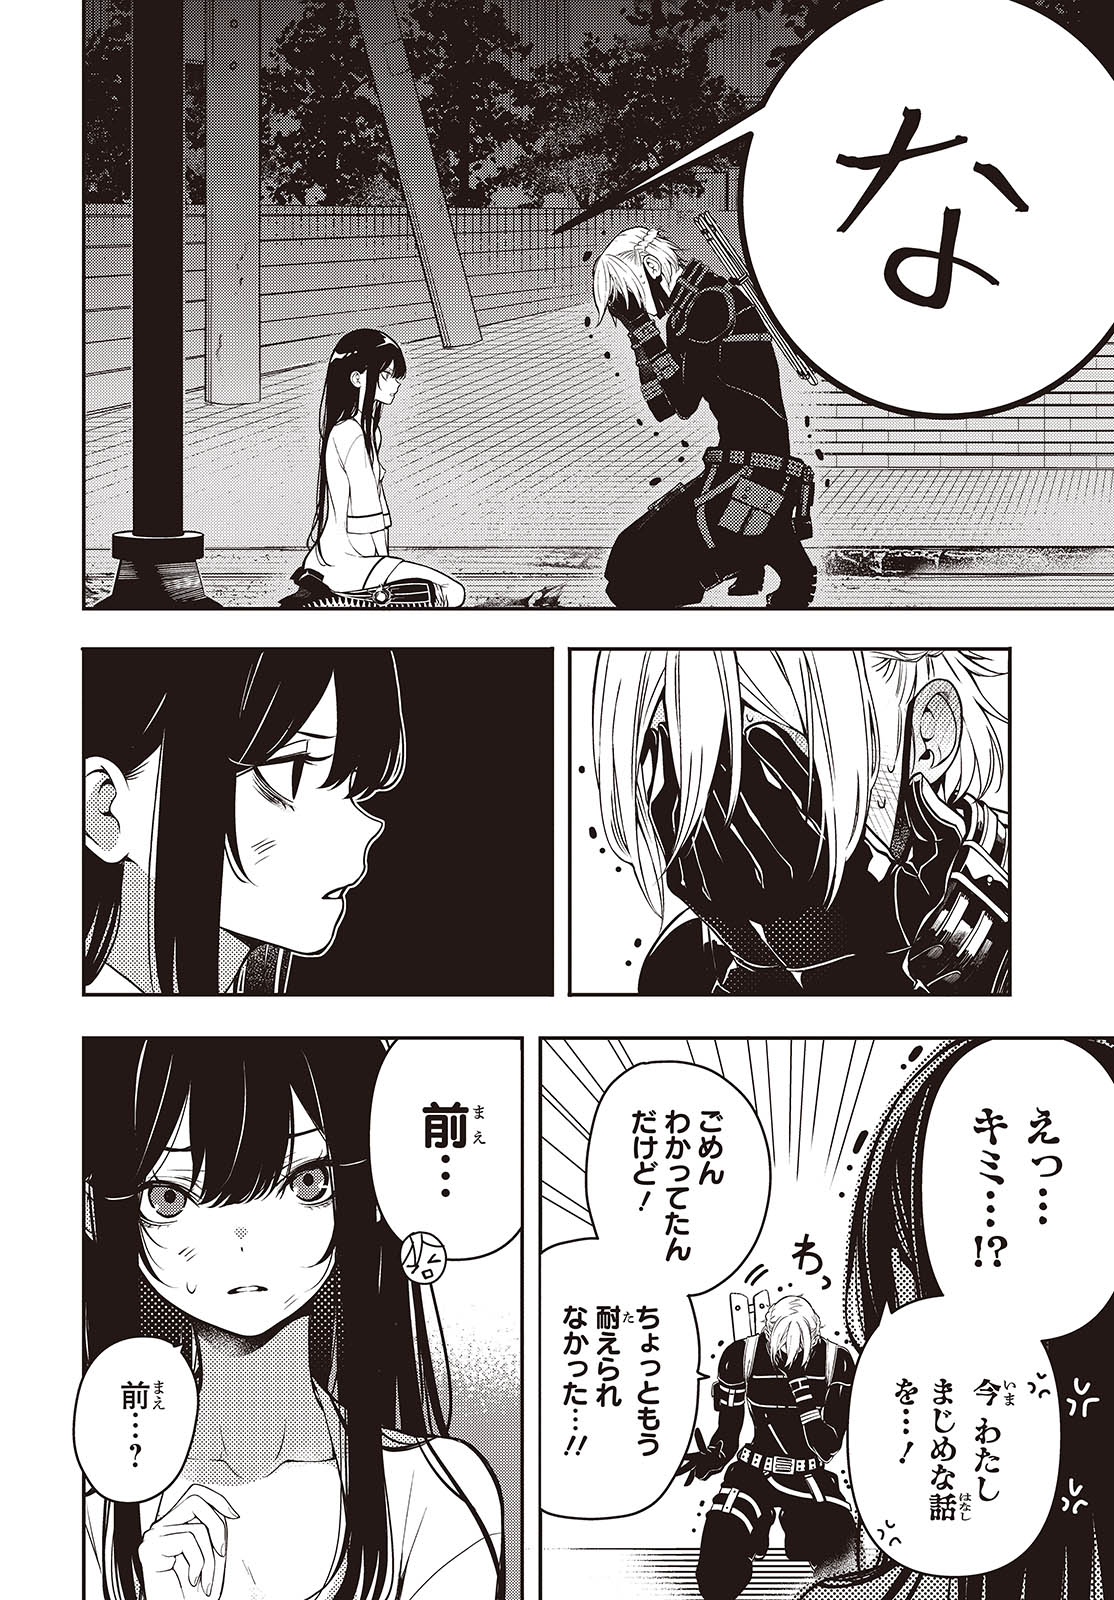 な
えっ…
キミ…!?
今わたし
まじめな話
を…!
わっ
ごめん
わかってたん
だけど!
ちょっともう
耐えられ
なかった…!!
前…
前…?